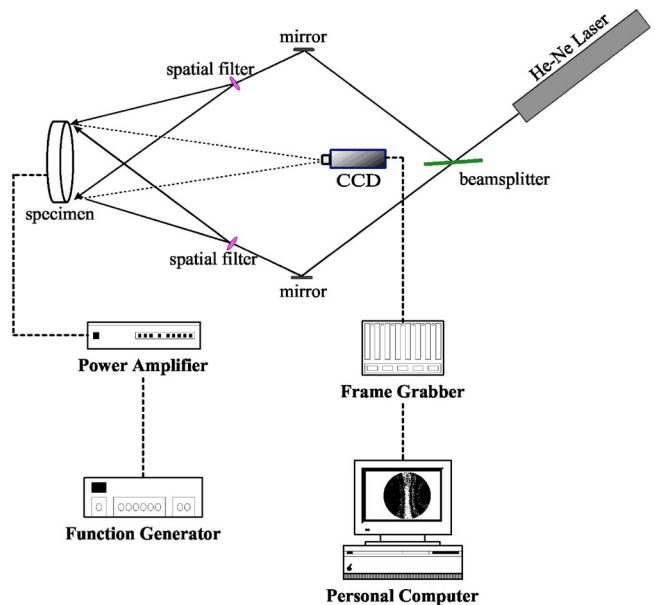 mirror
He-Ne Laser
spatial filter
CCD
beamsplitter
specimen
spatial filter
mirror
Power Amplifier
Frame Grabber
Function Generator
Personal Computer